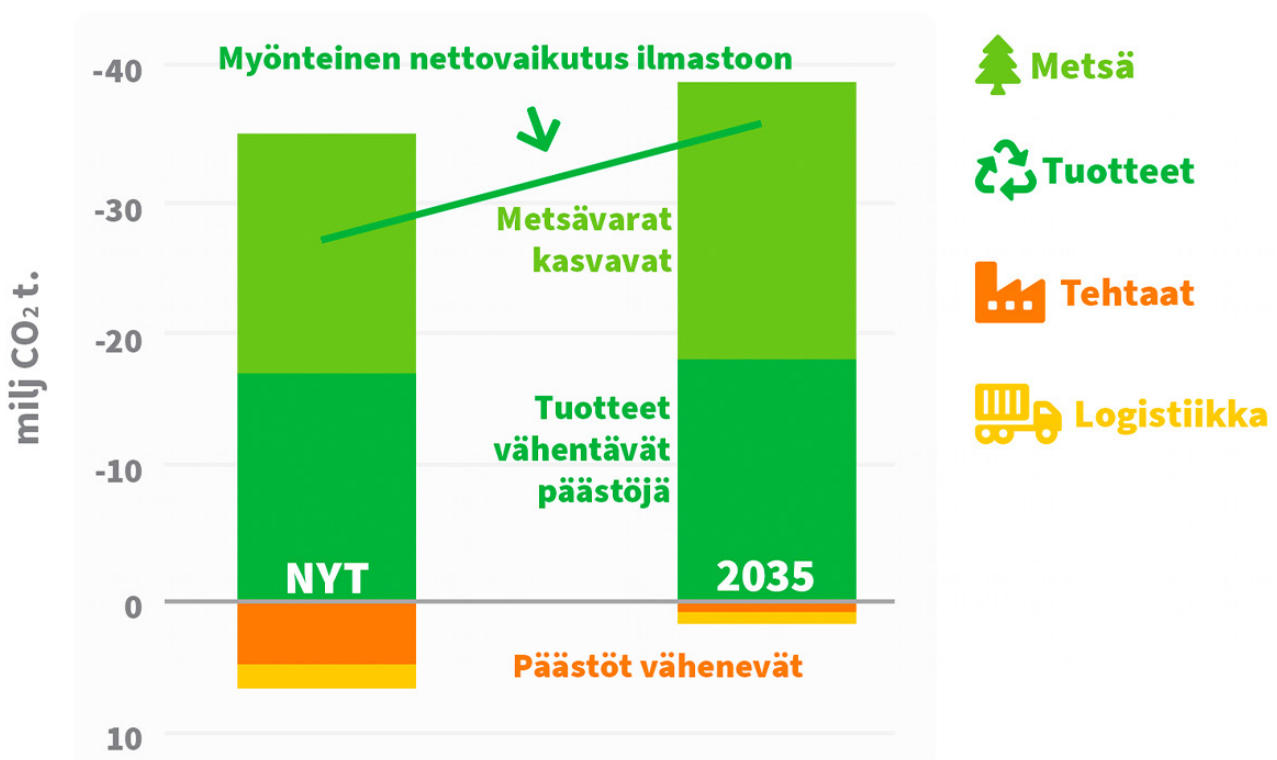 Myönteinen nettovaikutus ilmastoon
-40
-30
-20
-10
0
10
milj CO₂ t.
Metsävarat
kasvavat
Tuotteet
vähentävät
päästöjä
NYT
2035
Päästöt vähenevät
Metsä
Tuotteet
Tehtaat
Logistiikka